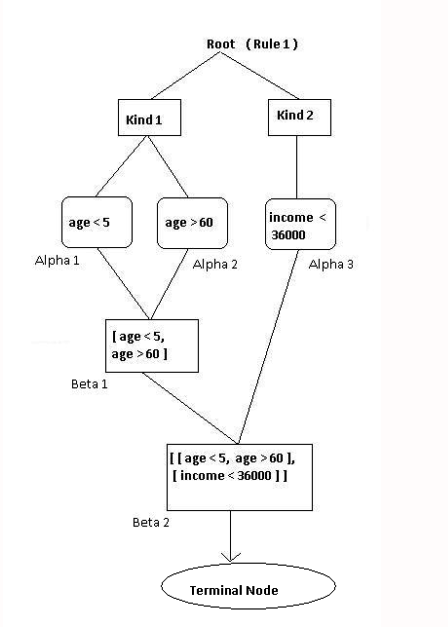 Root (Rule 1)
Kind 1
Kind 2
age < 5
age > 60
income <
36000
Alpha 1
Alpha 2
Alpha 3
[ age < 5,
age > 60 ]
Beta 1
[ [ age < 5, age > 60 ],
[ income < 36000 ] ]
Beta 2
Terminal Node